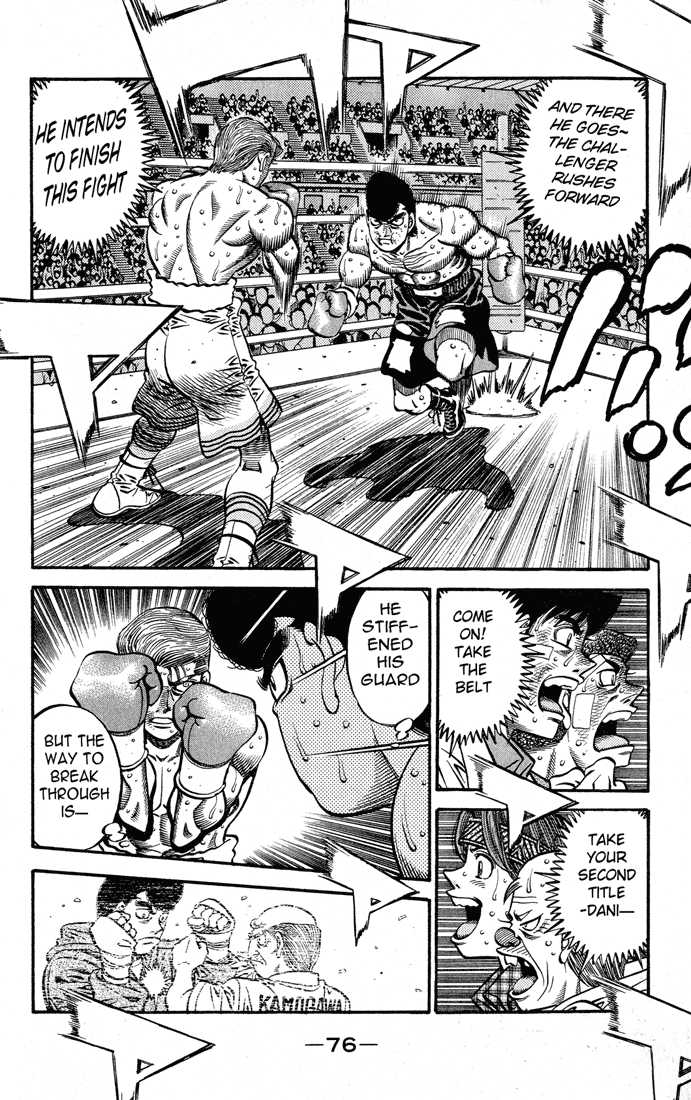 AND THERE
HE GOES~
THE CHAL-
LENGER
RUSHES
FORWARD
HE INTENDS
TO FINISH
THIS FIGHT
COME
ON!
TAKE
THE
BELT
HE
STIFF-
ENED
HIS
GUARD
BUT THE
WAY TO
BREAK
THROUGH
IS—
TAKE
YOUR
SECOND
TITLE
-DANI—
KAMOGAWA
—76—